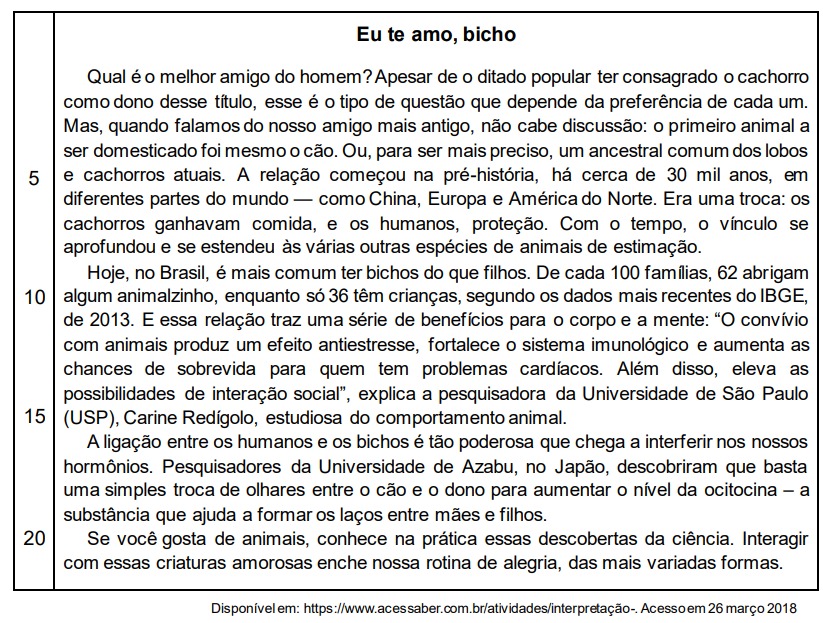 Eu te amo, bicho
Qual é o melhor amigo do homem? Apesar de o ditado popular ter consagrado o cachorro
como dono desse título, esse é o tipo de questão que depende da preferência de cada um.
Mas, quando falamos do nosso amigo mais antigo, não cabe discussão: o primeiro animal a
ser domesticado foi mesmo o cão. Ou, para ser mais preciso, um ancestral comum dos lobos
5 e cachorros atuais. A relação começou na pré-história, há cerca de 30 mil anos, em
diferentes partes do mundo — como China, Europa e América do Norte. Era uma troca: os
cachorros ganhavam comida, e os humanos, proteção. Com o tempo, o vínculo se
aprofundou e se estendeu às várias outras espécies de animais de estimação.
Hoje, no Brasil, é mais comum ter bichos do que filhos. De cada 100 famílias, 62 abrigam
10 algum animalzinho, enquanto só 36 têm crianças, segundo os dados mais recentes do IBGE,
de 2013. E essa relação traz uma série de benefícios para o corpo e a mente: “O convívio
com animais produz um efeito antiestresse, fortalece o sistema imunológico e aumenta as
chances de sobrevida para quem tem problemas cardíacos. Além disso, eleva as
possibilidades de interação social”, explica a pesquisadora da Universidade de São Paulo
15 (USP), Carine Redígolo, estudiosa do comportamento animal.
A ligação entre os humanos e os bichos é tão poderosa que chega a interferir nos nossos
hormônios. Pesquisadores da Universidade de Azabu, no Japão, descobriram que basta
uma simples troca de olhares entre o cão e o dono para aumentar o nível da ocitocina – a
substância que ajuda a formar os laços entre mães e filhos.
20 Se você gosta de animais, conhece na prática essas descobertas da ciência. Interagir
com essas criaturas amorosas enche nossa rotina de alegria, das mais variadas formas.
Disponível em: https://www.acessaber.com.br/atividades/interpretação-. Acesso em 26 março 2018